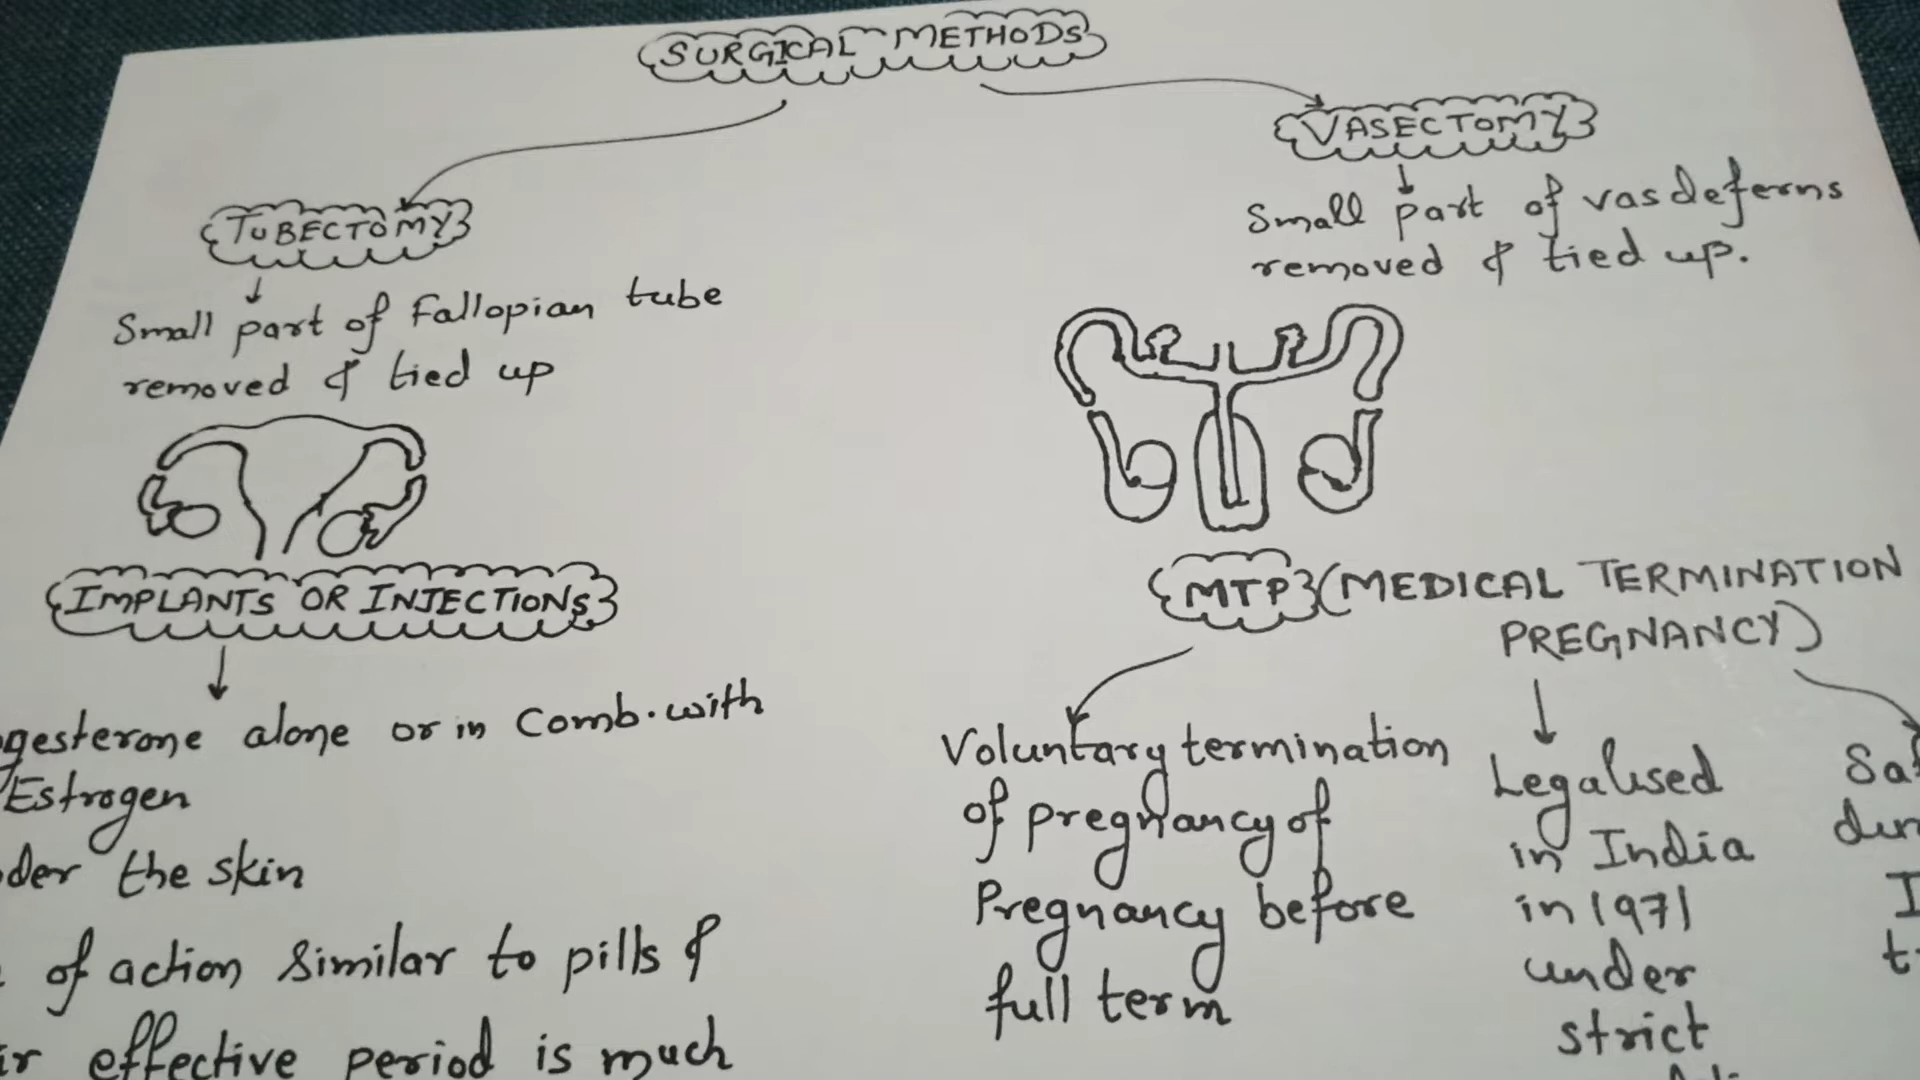 SURGICAL METHODS
TUBECTOMY
Small part of Fallopian tube
removed & tied up
VASECTOMY
Small part of vas deferns
removed & tied up.
IMPLANTS OR INJECTIONS
gesterone alone or in Comb. with
Estrogen
der the skin
of action similar to pills &
effective period is much
MTP (MEDICAL TERMINATION
PREGNANCY)
Voluntary termination
of pregnancy of
Pregnancy before
full term
Legalised
in India
in 1971
under
strict